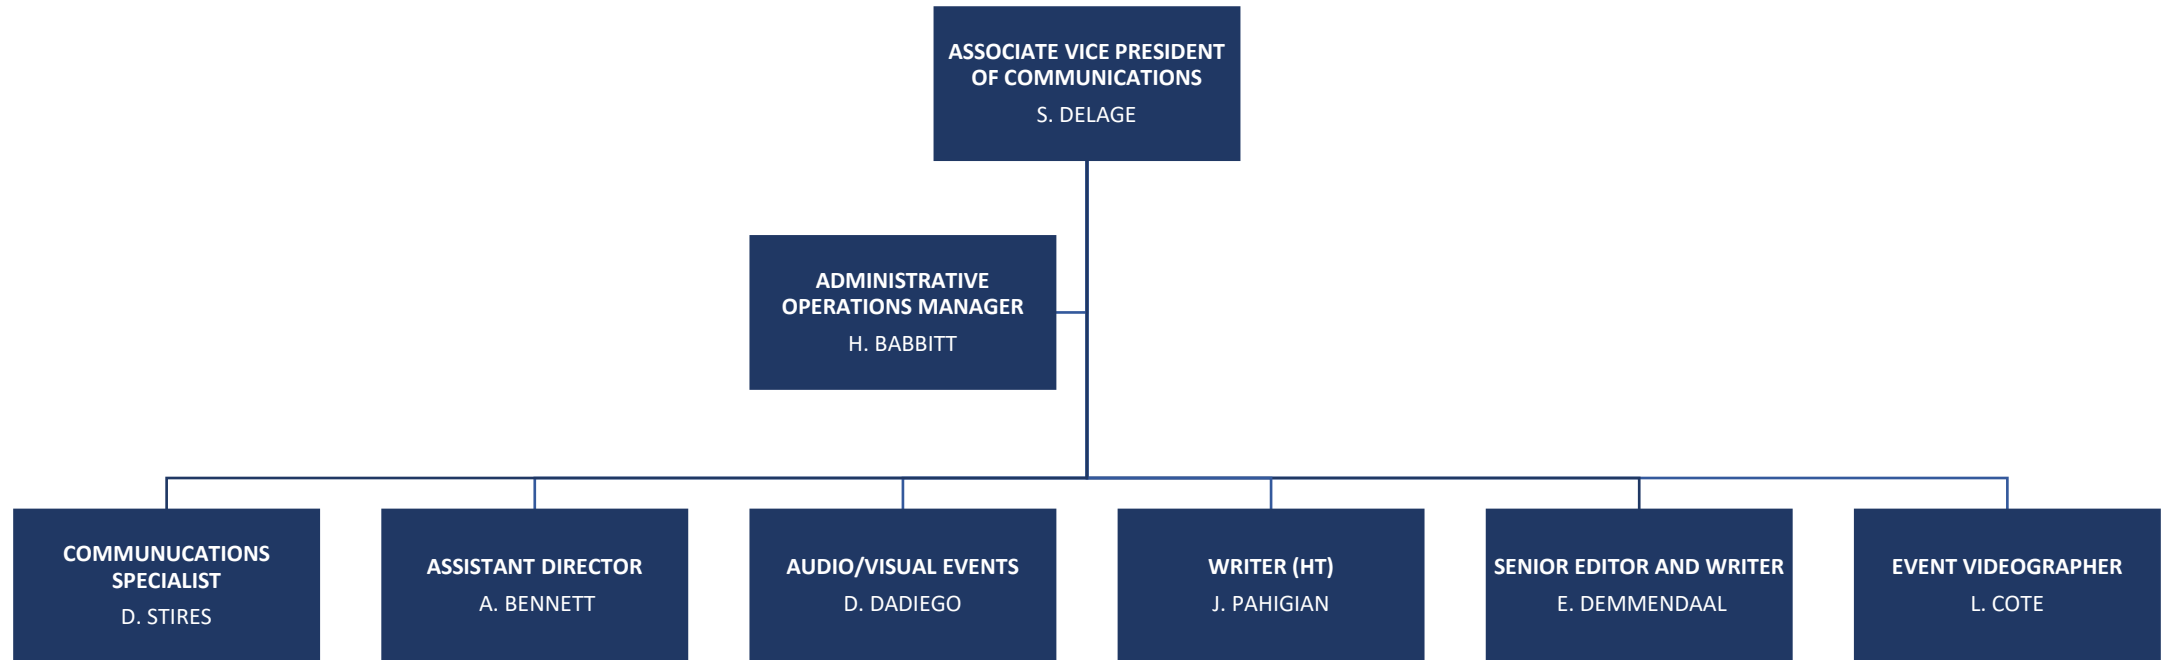 ASSOCIATE VICE PRESIDENT
OF COMMUNICATIONS
S. DELAGE
ADMINISTRATIVE
OPERATIONS MANAGER
H. BABBITT
COMMUNUCATIONS
SPECIALIST
D. STIRES
ASSISTANT DIRECTOR
A. BENNETT
AUDIO/VISUAL EVENTS
D. DADIEGO
WRITER (HT)
J. PAHIGIAN
SENIOR EDITOR AND WRITER
E. DEMMENDAAL
EVENT VIDEOGRAPHER
L. COTE